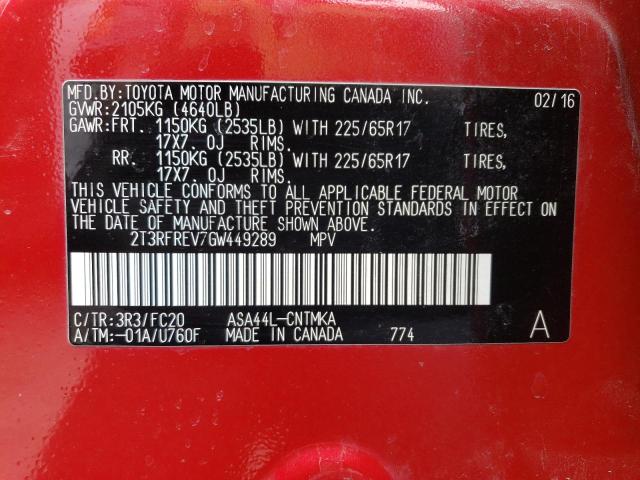 MFD.BY:TOYOTA MOTOR MANUFACTURING CANADA INC. 02/16
GVWR:2105KG (4640LB)
GAWR:FRT. 1150KG (2535LB) WITH 225/65R17 TIRES,
17X7. 0J RIMS.
RR. 1150KG (2535LB) WITH 225/65R17 TIRES,
17X7. 0J RIMS.
THIS VEHICLE CONFORMS TO ALL APPLICABLE FEDERAL MOTOR
VEHICLE SAFETY AND THEFT PREVENTION STANDARDS IN EFFECT ON
THE DATE OF MANUFACTURE SHOWN ABOVE.
2T3RFREV7GW449289 MPV
C/TR:3R3/FC20 ASA44L-CNTMKA
A/TM:-01A/U760F MADE IN CANADA 774 A